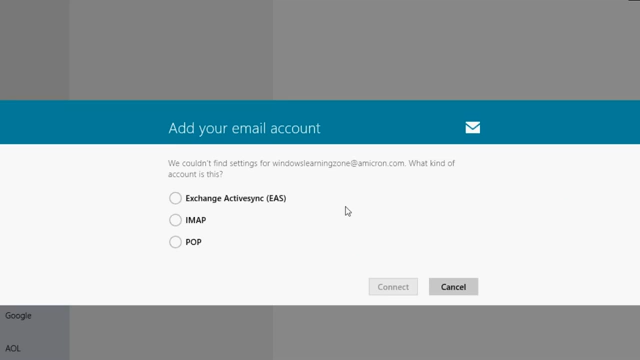 Add your email account
We couldn't find settings for windowslearningzone@amicron.com. What kind of
account is this?
Exchange Activesync (EAS)
IMAP
POP
Connect
Cancel
Google
AOL